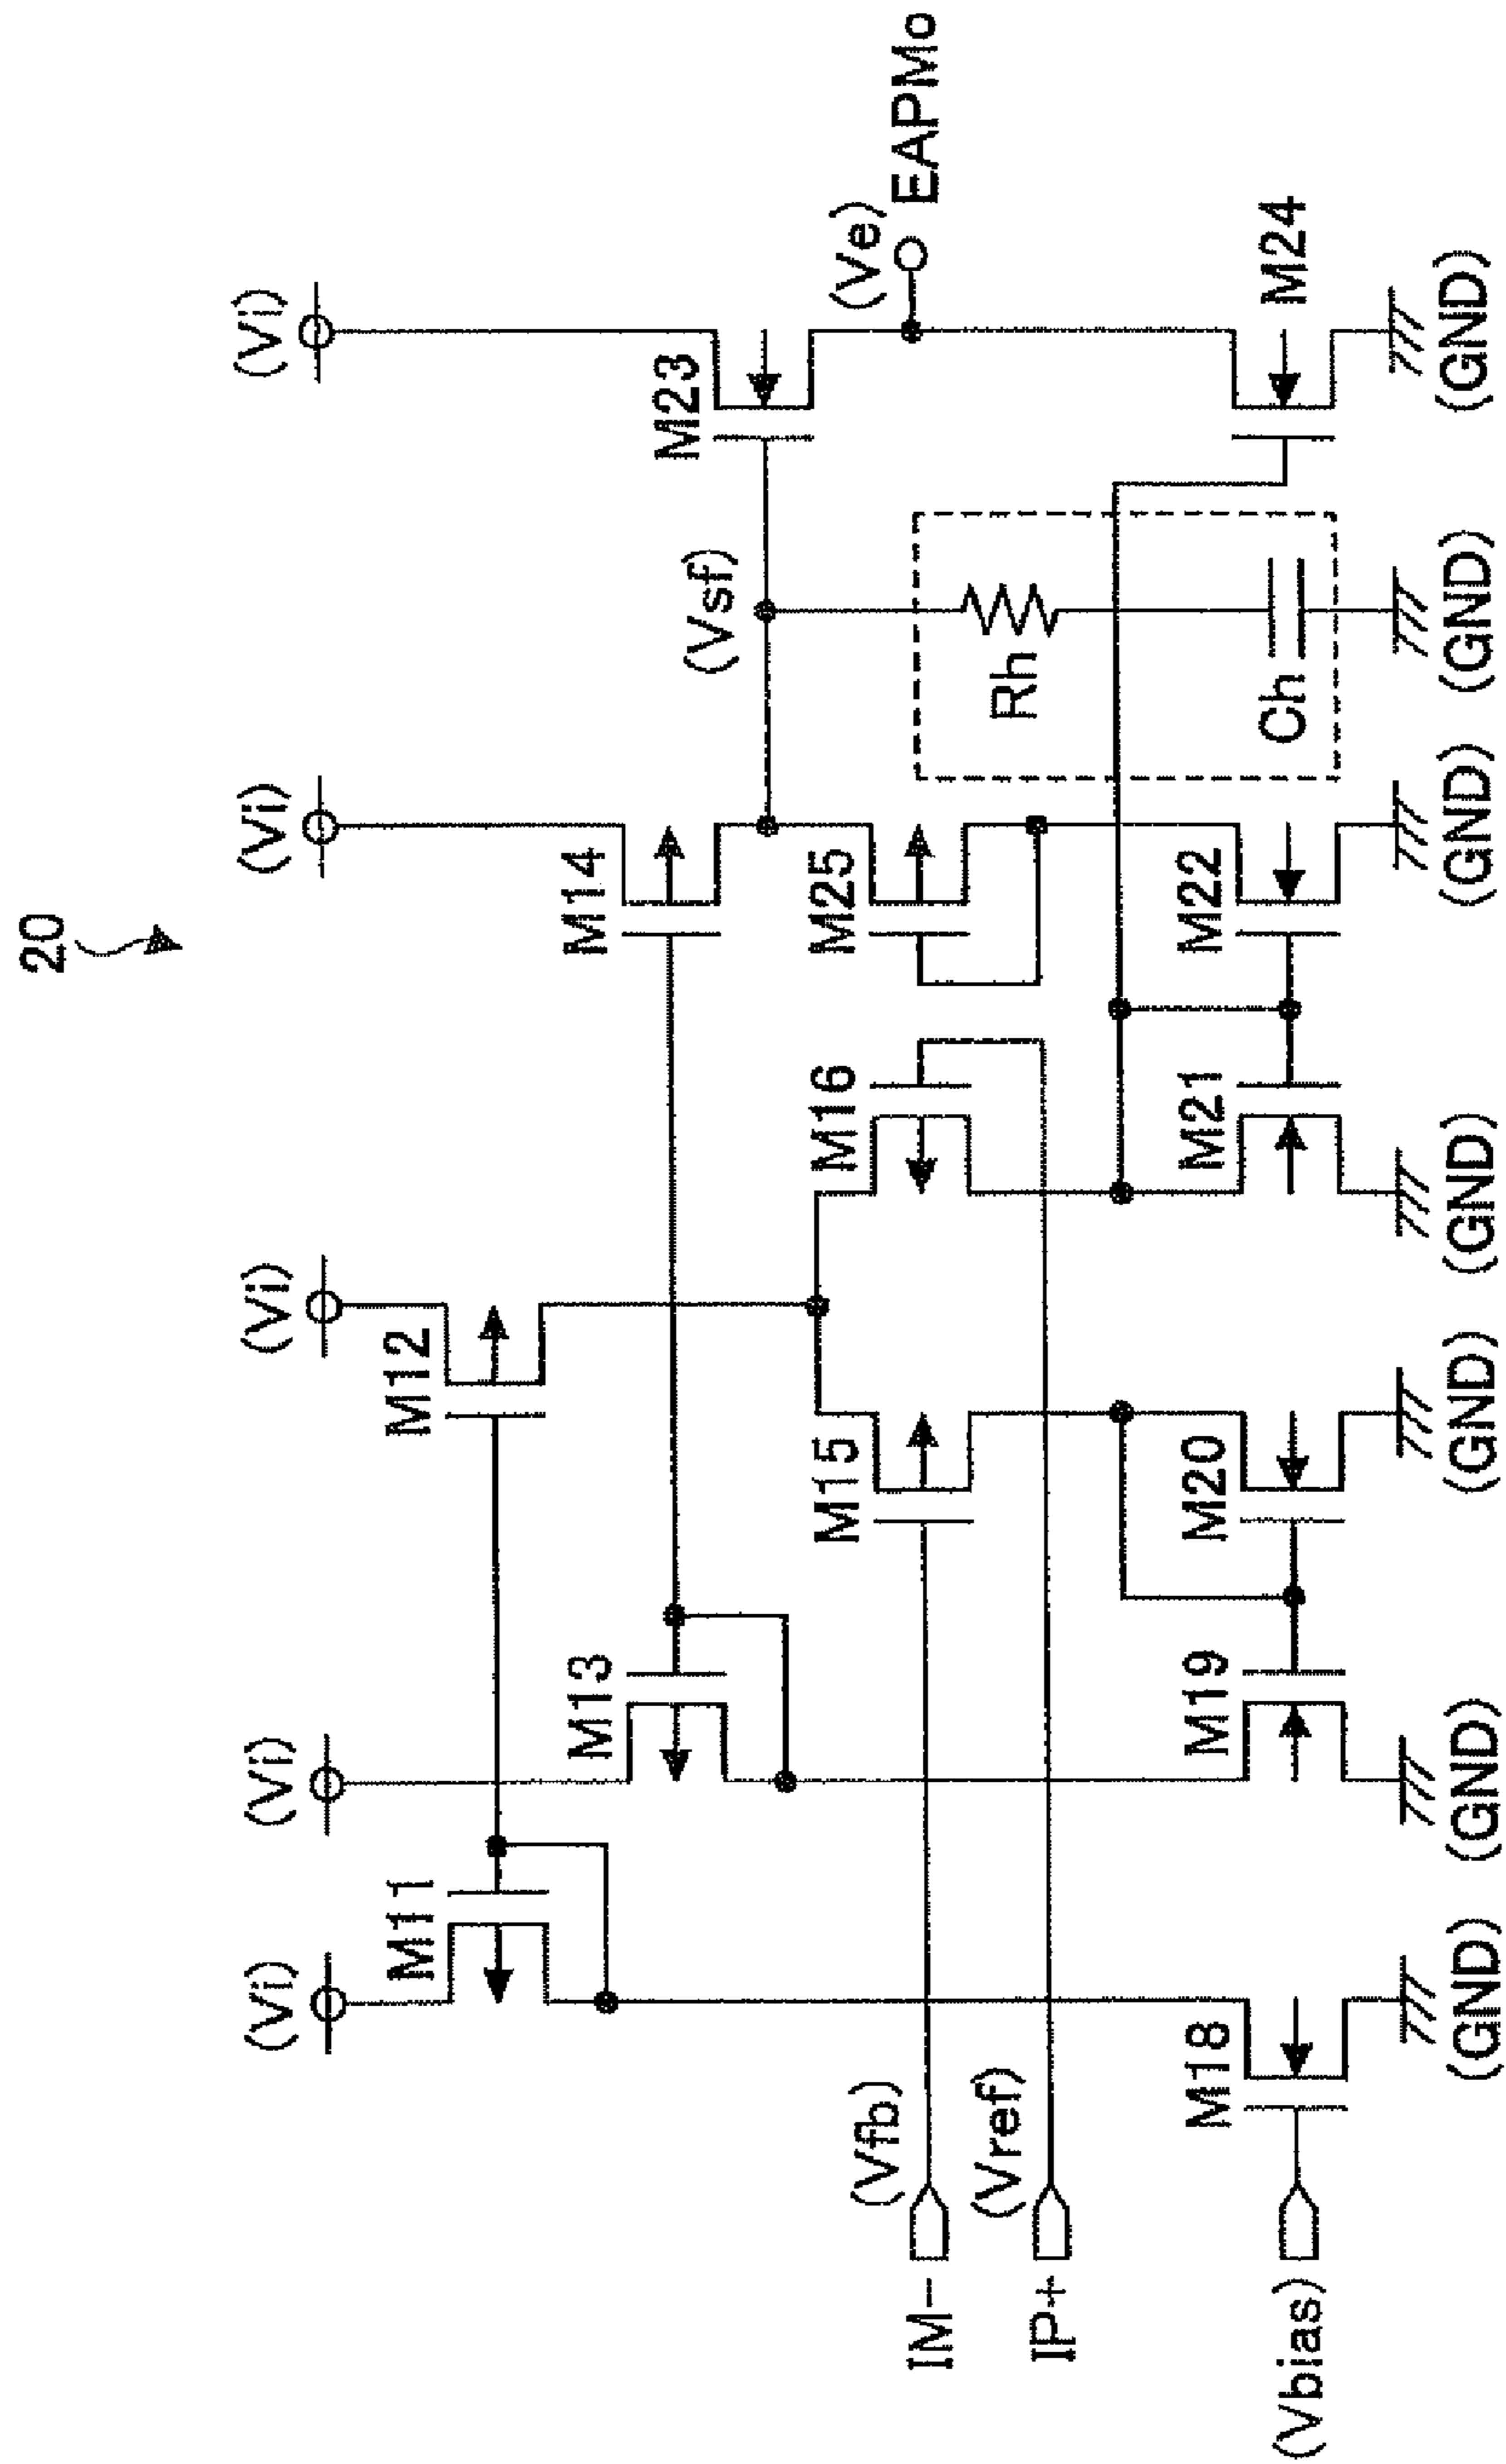 20
(Vi)
(Vi)
(Vi)
(Vi)
(Vi)
M11
M12
M13
M14
M23
(Vsf)
(Ve)
EAPMo
M15
M16
M25
Rh
Ch
(Vfb)
IM-
(Vref)
IP+
(Vbias)
M18
M19
M20
M21
M22
M24
(GND)
(GND)
(GND)
(GND)
(GND)
(GND)
(GND)